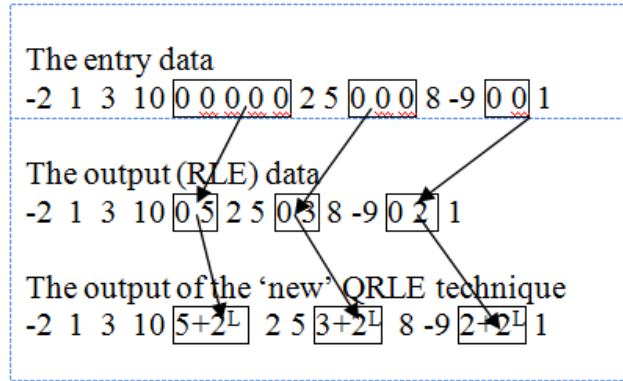 The entry data
-2 1 3 10 0 0 0 0 0 2 5 0 0 0 8 -9 0 0 1
The output (RLE) data
-2 1 3 10 0 5 2 5 0 3 8 -9 0 2 1
The output of the ‘new’ QRLE technique
-2 1 3 10 5+2^L 2 5 3+2^L 8 -9 2+2^L 1